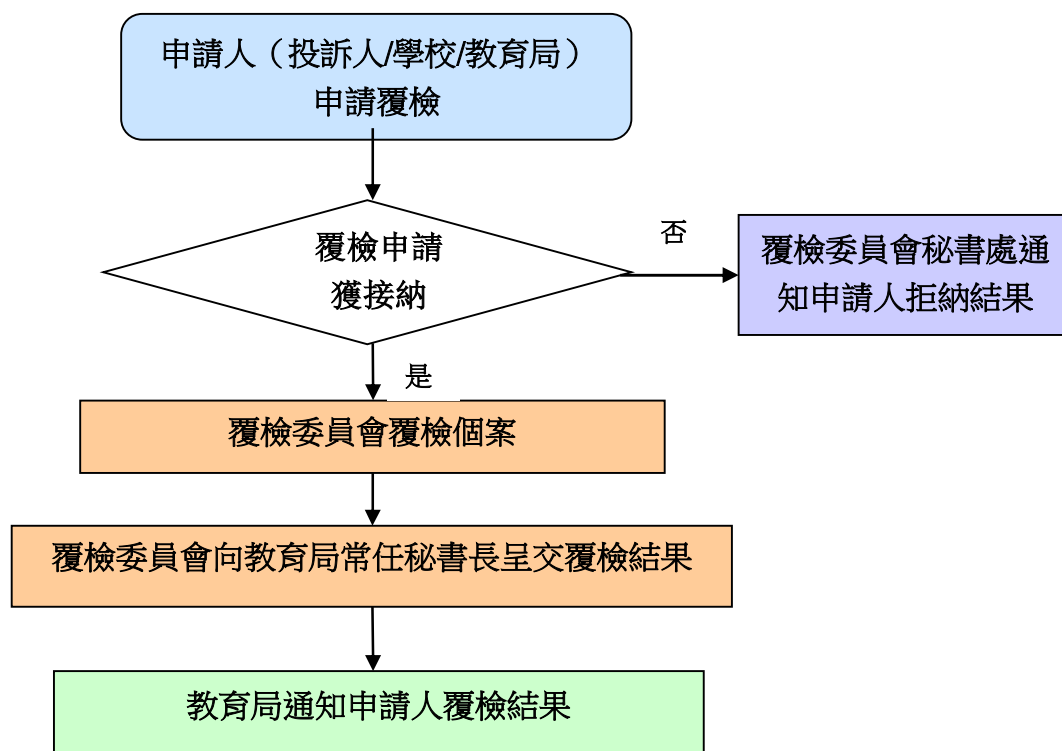 申請人（投訴人/學校/教育局）
申請覆檢
覆檢申請
獲接納
否
覆檢委員會秘書處通
知申請人拒納結果
是
覆檢委員會覆檢個案
覆檢委員會向教育局常任秘書長呈交覆檢結果
教育局通知申請人覆檢結果